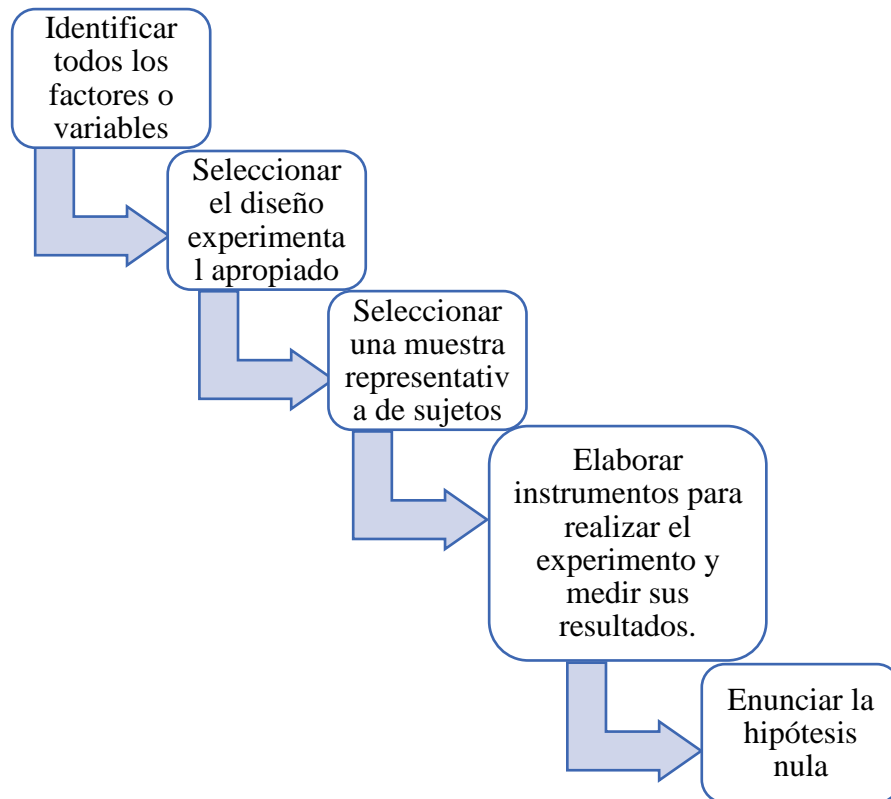 Identificar
todos los
factores o
variables
Seleccionar
el diseño
experimenta
l apropiado
Seleccionar
una muestra
representativ
a de sujetos
Elaborar
instrumentos para
realizar el
experimento y
medir sus
resultados.
Enunciar la
hipótesis
nula